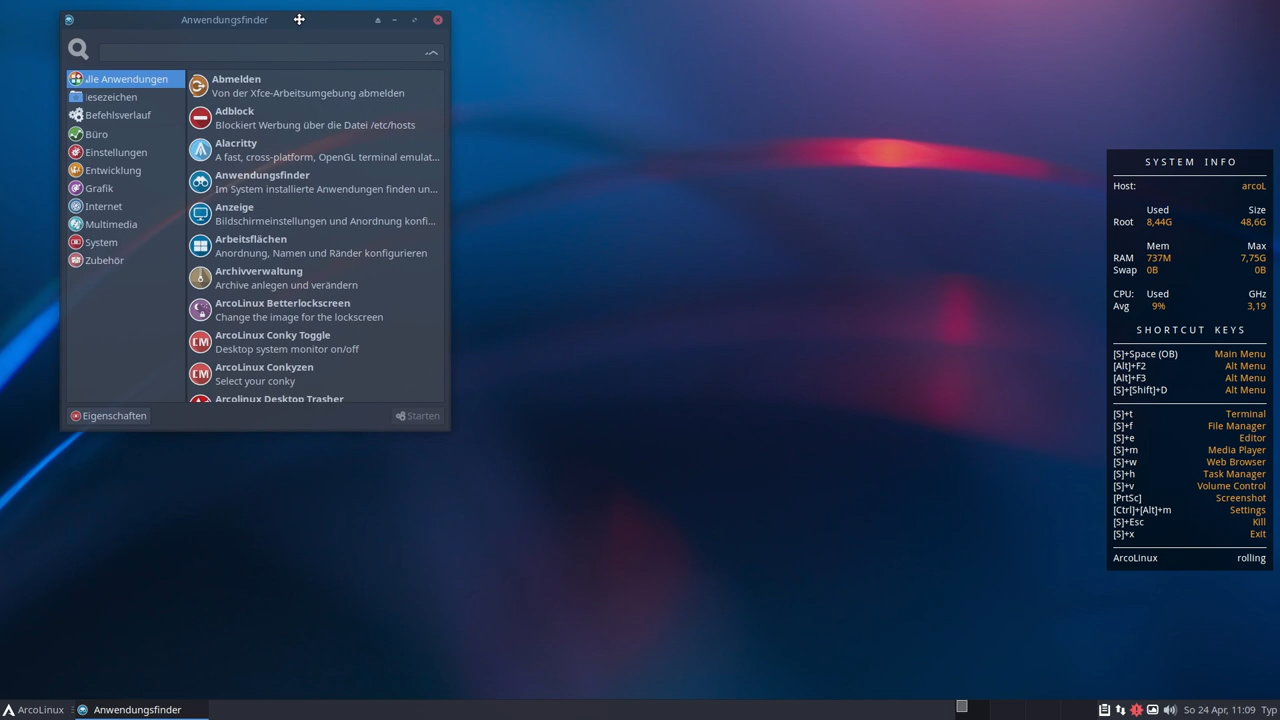 Anwendungsfinder
lle Anwendungen
esezeichen
Befehlsverlauf
Büro
Einstellungen
Entwicklung
Grafik
Internet
Multimedia
System
Zubehör
Abmelden
Von der Xfce-Arbeitsumgebung abmelden
Adblock
Blockiert Werbung über die Datei /etc/hosts
Alacritty
A fast, cross-platform, OpenGL terminal emulat...
Anwendungsfinder
Im System installierte Anwendungen finden un...
Anzeige
Bildschirmeinstellungen und Anordnung konfi...
Arbeitsflächen
Anordnung, Namen und Ränder konfigurieren
Archivverwaltung
Archive anlegen und verändern
ArcoLinux Betterlockscreen
Change the image for the lockscreen
CM ArcoLinux Conky Toggle
Desktop system monitor on/off
CM ArcoLinux Conkyzen
Select your conky
Arcolinux Desktop Trasher
Eigenschaften
Starten
SYSTEM INFO
Host: arcoL
Used Size
Root 8,44G 48,6G
Mem Max
RAM 737M 7,75G
Swap 0B 0B
CPU: Used GHz
Avg 9% 3,19
SHORTCUT KEYS
[S]+Space (OB) Main Menu
[Alt]+F2 Alt Menu
[Alt]+F3 Alt Menu
[S]+[Shift]+D Alt Menu
[S]+t Terminal
[S]+f File Manager
[S]+e Editor
[S]+m Media Player
[S]+w Web Browser
[S]+h Task Manager
[S]+v Volume Control
[PrtSc] Screenshot
[Ctrl]+[Alt]+m Settings
[S]+Esc Kill
[S]+x Exit
ArcoLinux rolling
ArcoLinux Anwendungsfinder So 24 Apr, 11:09 Typ